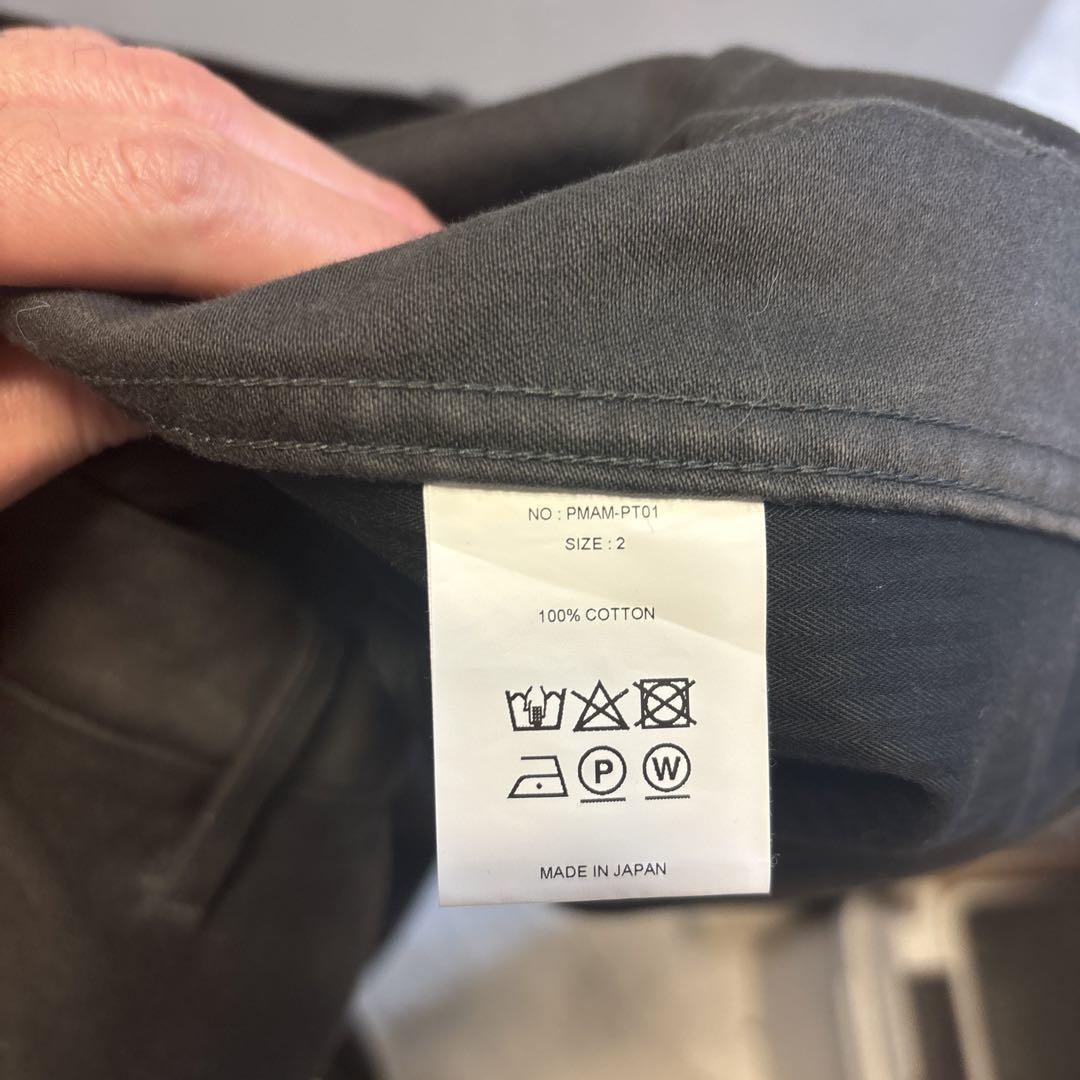 NO : PMAM-PT01
SIZE : 2
100% COTTON
P W
MADE IN JAPAN